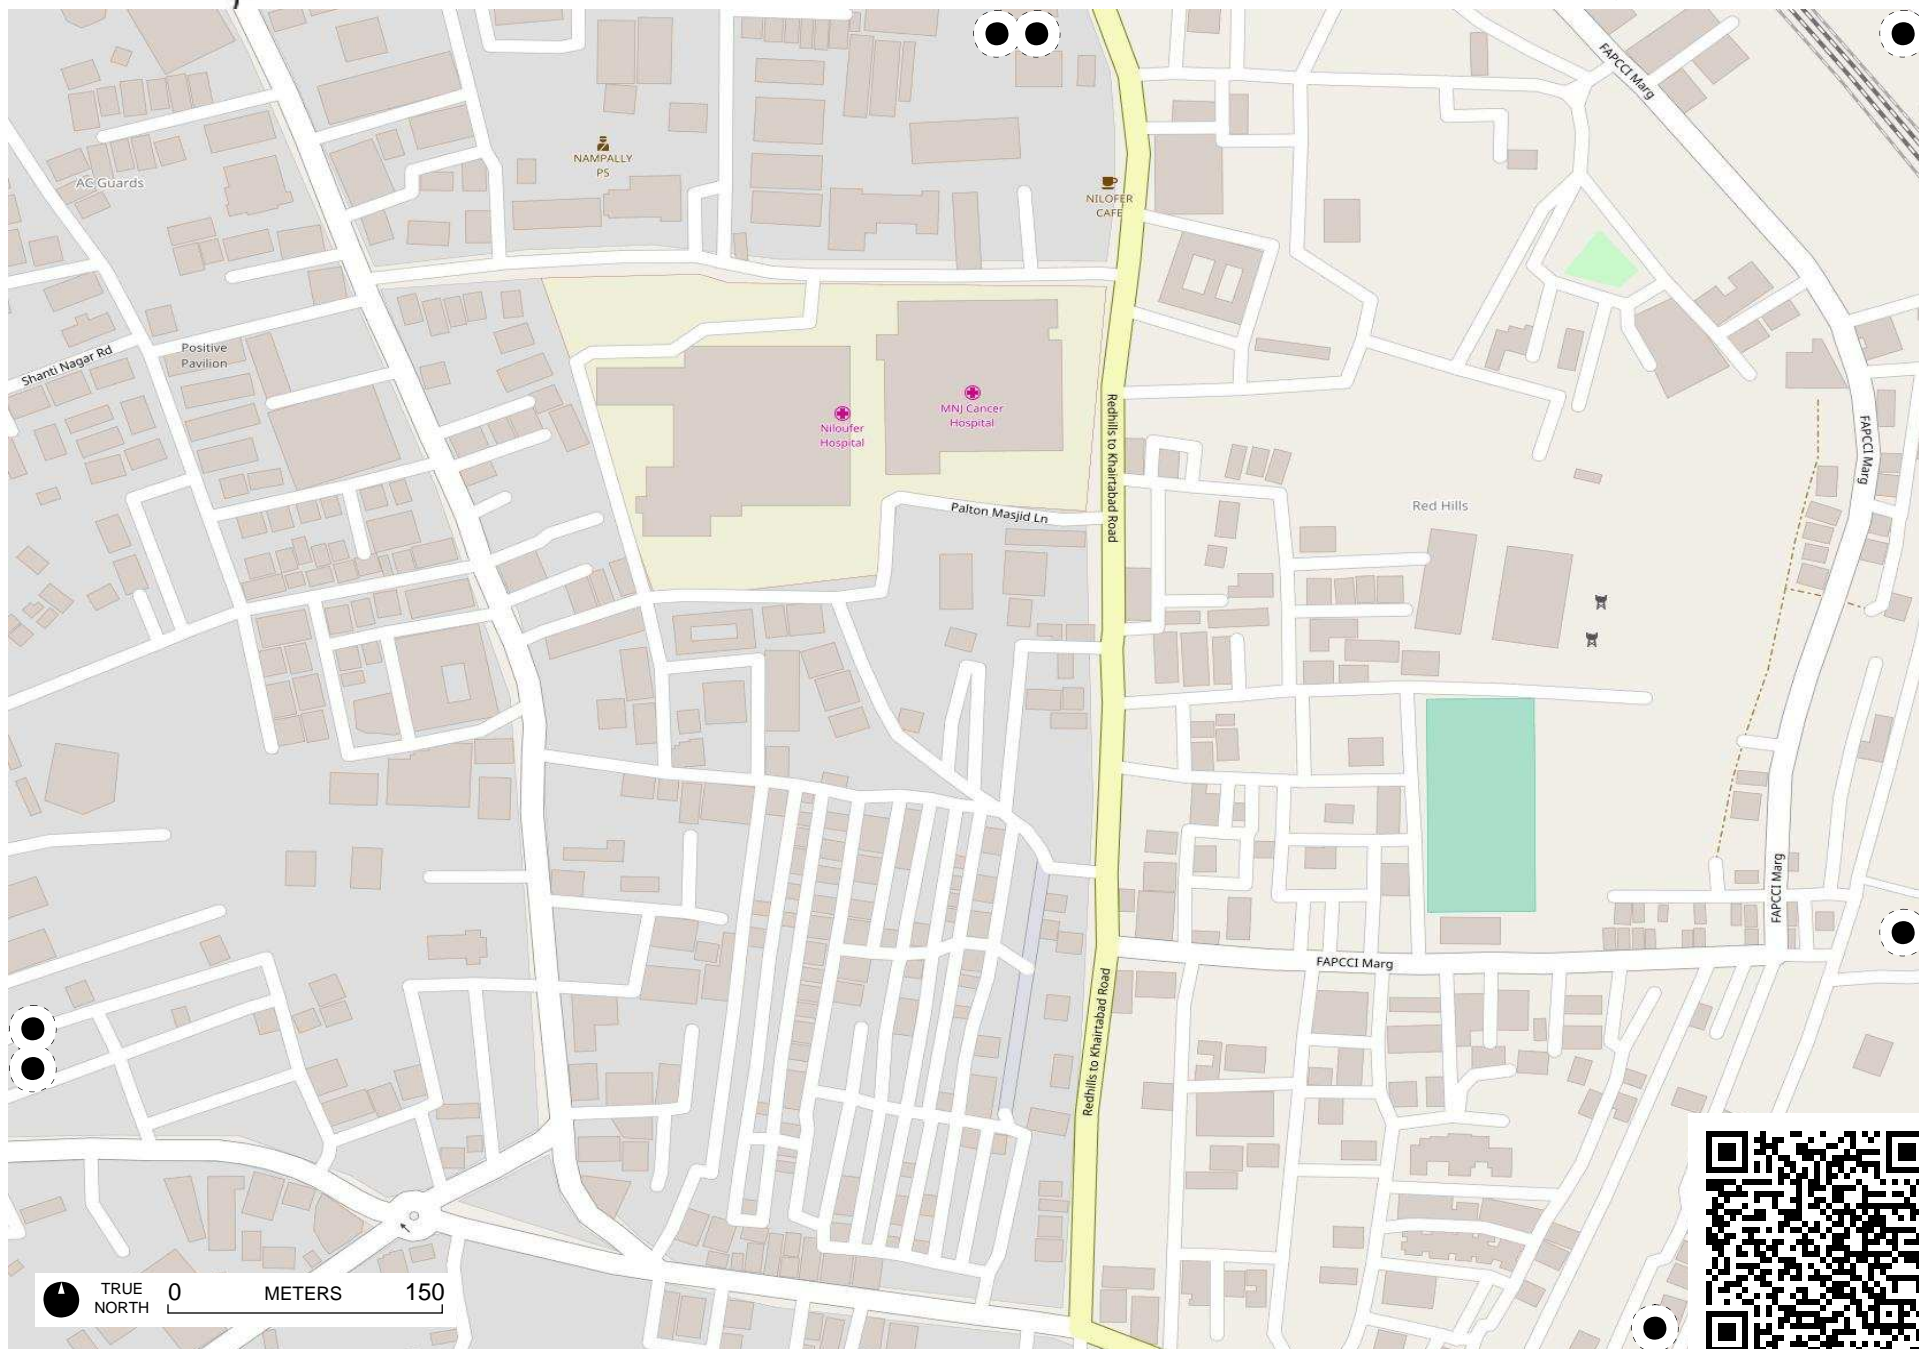 FAPCCI Marg
NAMPALLY
PS
AC Guards
NILOFER
CAFE
Shanti Nagar Rd
Positive
Pavilion
Niloufer
Hospital
MNJ Cancer
Hospital
Redhills to Khairtabad Road
FAPCCI Marg
Palton Masjid Ln
Red Hills
FAPCCI Marg
FAPCCI Marg
Redhills to Khairtabad Road
TRUE
NORTH
0 METERS 150